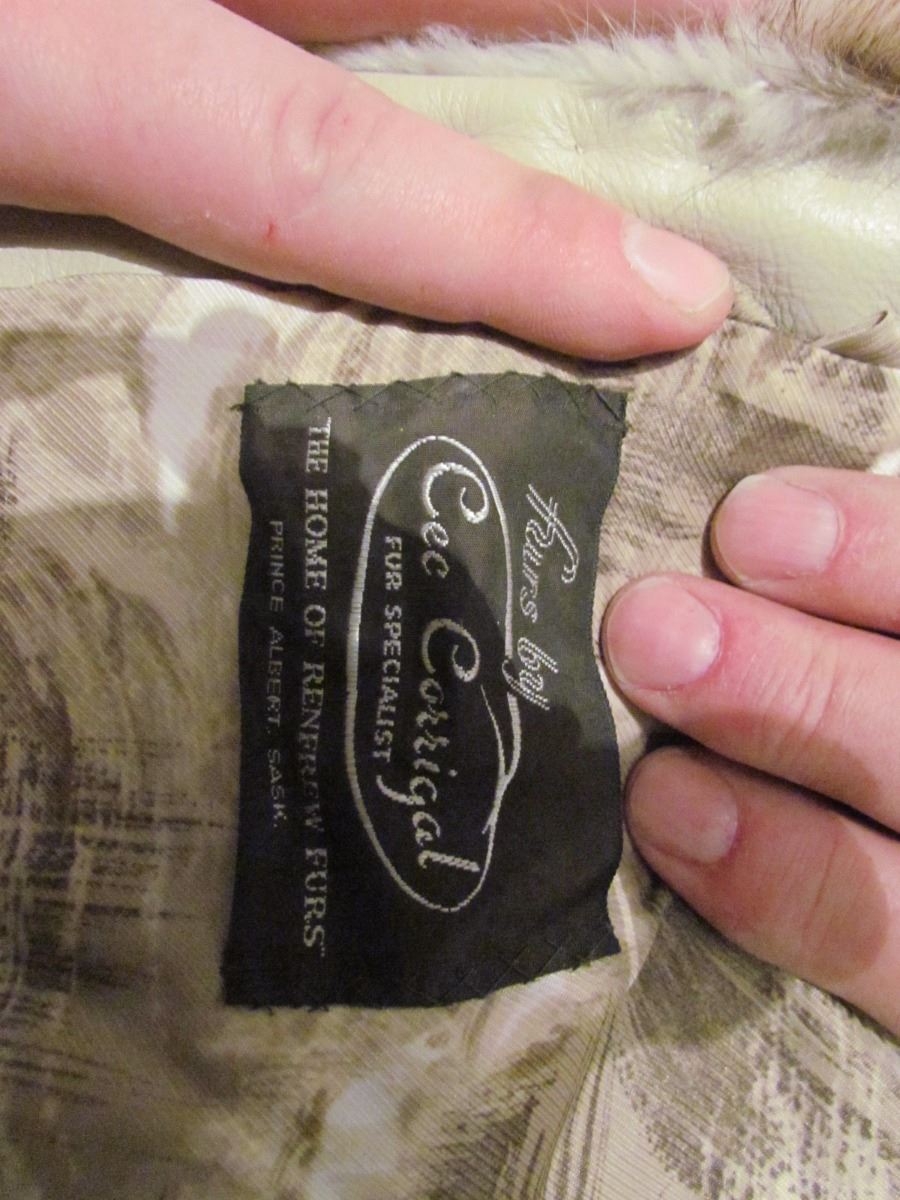 Furs by
Cec Corrigal
FUR SPECIALIST
THE HOME OF RENFREW FURS"
PRINCE ALBERT, SASK.